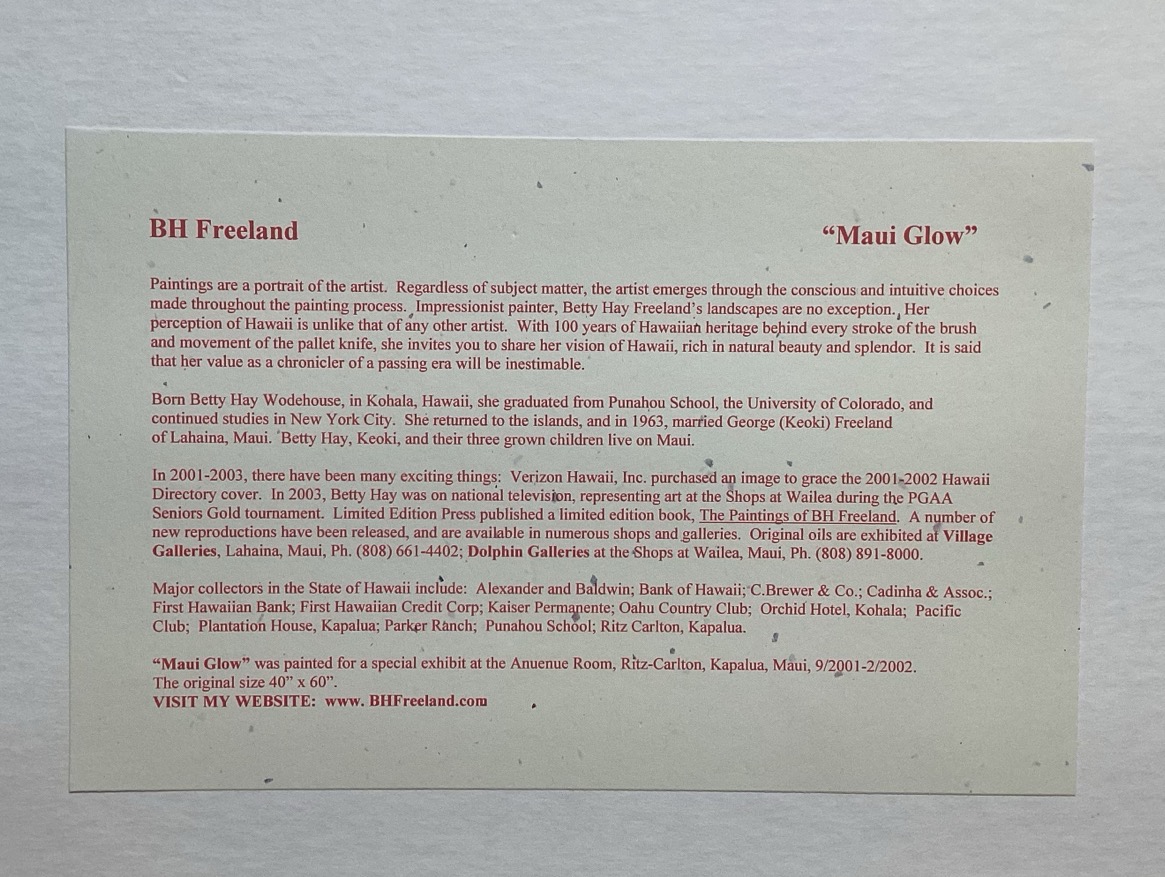 BH Freeland
“Maui Glow”
Paintings are a portrait of the artist.  Regardless of subject matter, the artist emerges through the conscious and intuitive choices
made throughout the painting process.  Impressionist painter, Betty Hay Freeland’s landscapes are no exception.  Her
perception of Hawaii is unlike that of any other artist.  With 100 years of Hawaiian heritage behind every stroke of the brush
and movement of the pallet knife, she invites you to share her vision of Hawaii, rich in natural beauty and splendor.  It is said
that her value as a chronicler of a passing era will be inestimable.
Born Betty Hay Wodehouse, in Kohala, Hawaii, she graduated from Punahou School, the University of Colorado, and
continued studies in New York City.  She returned to the islands, and in 1963, married George (Keoki) Freeland
of Lahaina, Maui.  Betty Hay, Keoki, and their three grown children live on Maui.
In 2001-2003, there have been many exciting things:  Verizon Hawaii, Inc. purchased an image to grace the 2001-2002 Hawaii
Directory cover.  In 2003, Betty Hay was on national television, representing art at the Shops at Wailea during the PGAA
Seniors Gold tournament.  Limited Edition Press published a limited edition book, The Paintings of BH Freeland.  A number of
new reproductions have been released, and are available in numerous shops and galleries.  Original oils are exhibited at Village
Galleries, Lahaina, Maui, Ph. (808) 661-4402; Dolphin Galleries at the Shops at Wailea, Maui, Ph. (808) 891-8000.
Major collectors in the State of Hawaii include:  Alexander and Baldwin; Bank of Hawaii; C.Brewer & Co.; Cadinha & Assoc.;
First Hawaiian Bank; First Hawaiian Credit Corp; Kaiser Permanente; Oahu Country Club;  Orchid Hotel, Kohala;  Pacific
Club;  Plantation House, Kapalua; Parker Ranch;  Punahou School; Ritz Carlton, Kapalua.
“Maui Glow” was painted for a special exhibit at the Anuenue Room, Ritz-Carlton, Kapalua, Maui, 9/2001-2/2002.
The original size 40” x 60”.
VISIT MY WEBSITE:  www. BHFreeland.com